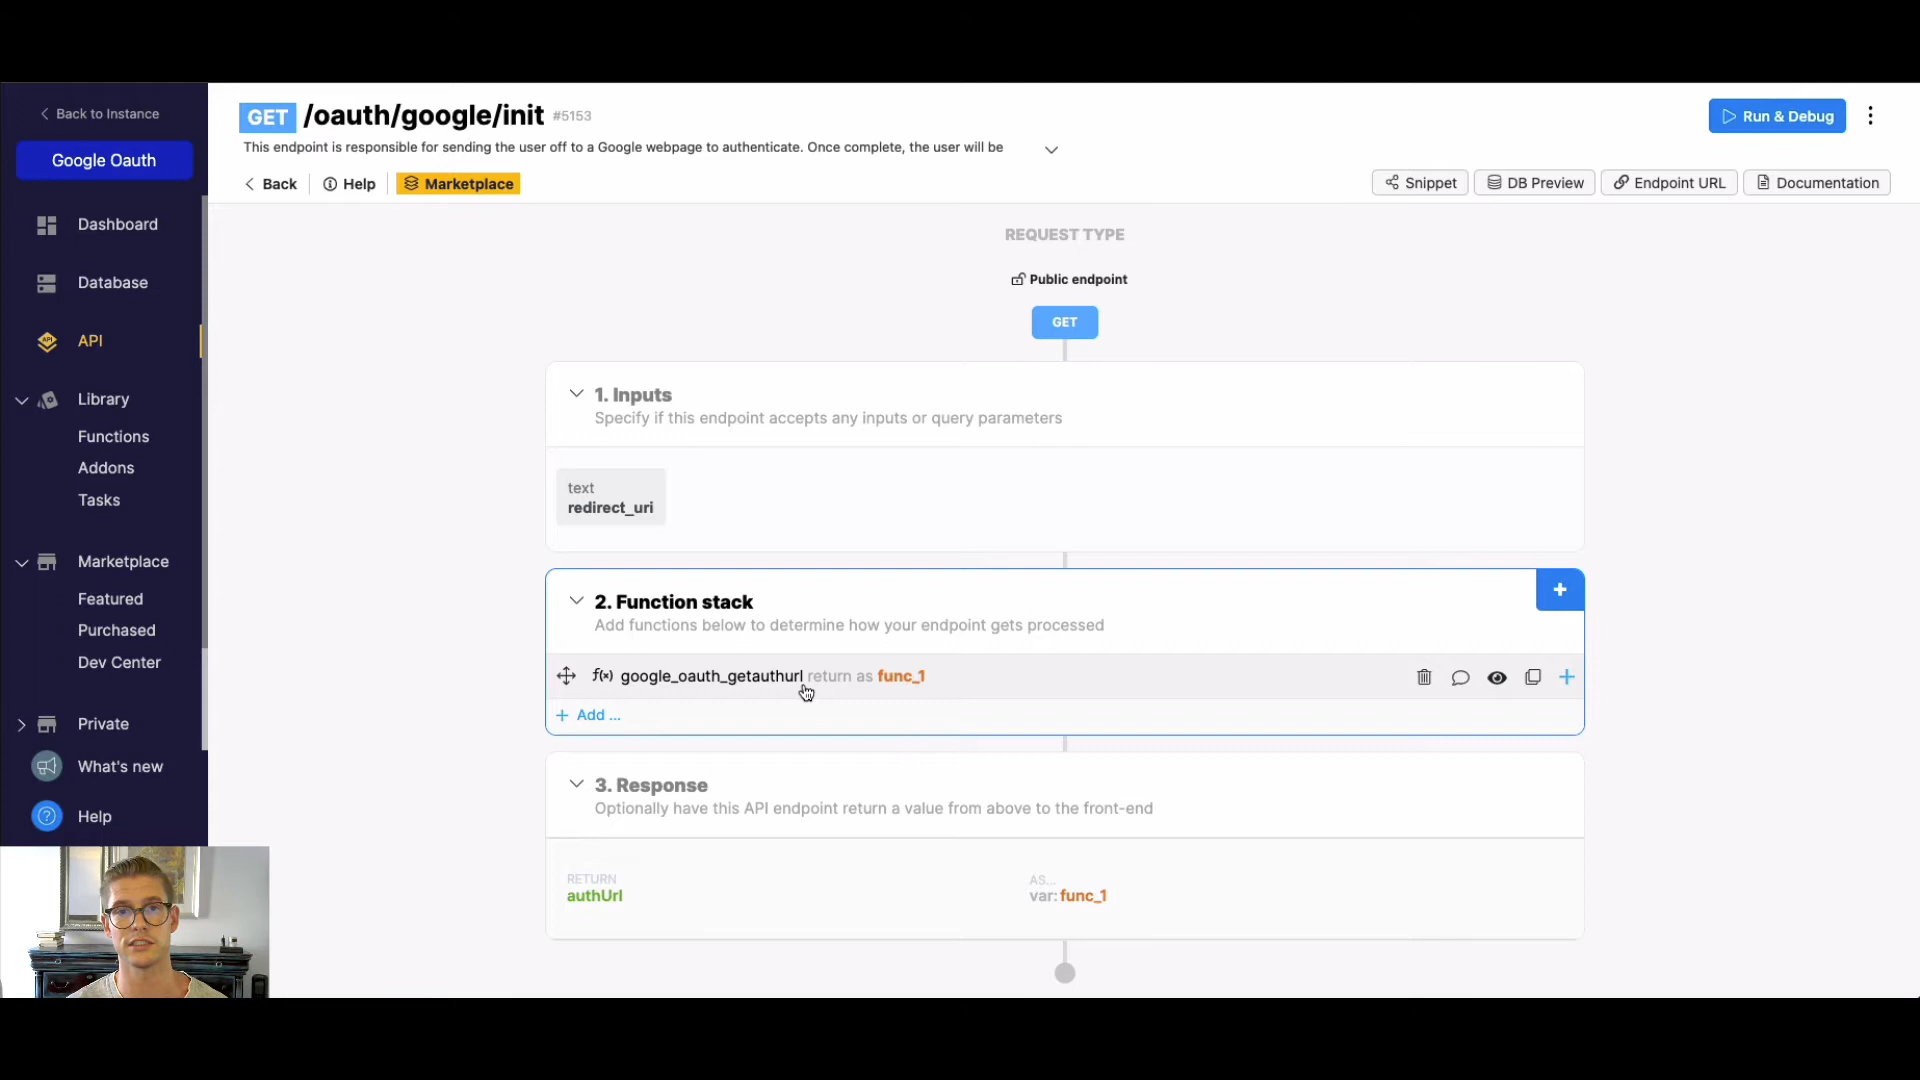 Back to Instance
Google Oauth
Dashboard
Database
API
Library
Functions
Addons
Tasks
Marketplace
Featured
Purchased
Dev Center
Private
What's new
Help
GET /oauth/google/init #5153
This endpoint is responsible for sending the user off to a Google webpage to authenticate. Once complete, the user will be
Run & Debug
Back
Help
Marketplace
Snippet
DB Preview
Endpoint URL
Documentation
REQUEST TYPE
Public endpoint
GET
1. Inputs
Specify if this endpoint accepts any inputs or query parameters
text
redirect_uri
2. Function stack
Add functions below to determine how your endpoint gets processed
f(x) google_oauth_getauthurl return as func_1
+ Add ...
3. Response
Optionally have this API endpoint return a value from above to the front-end
RETURN
authUrl
AS...
var: func_1